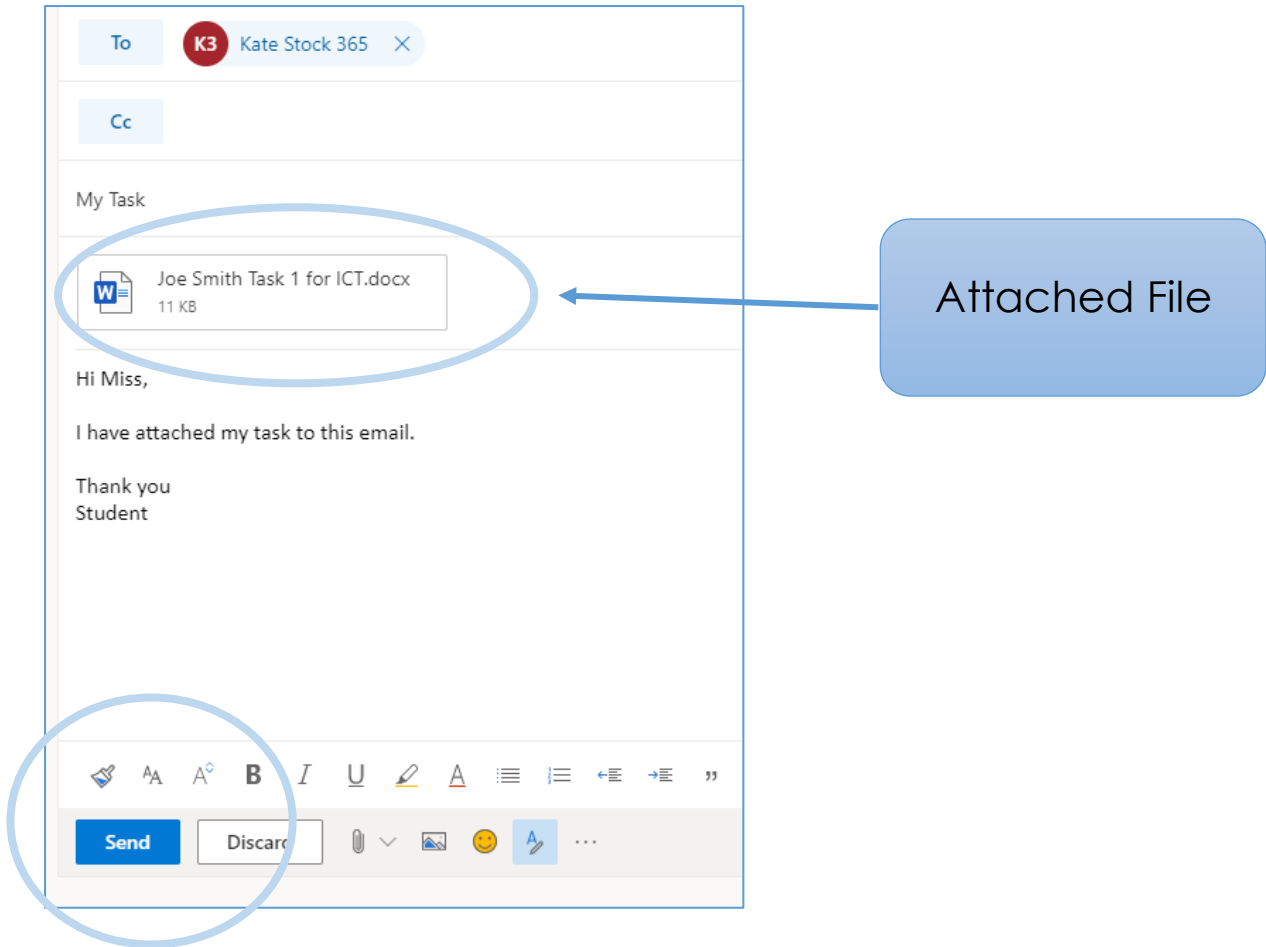 To K3 Kate Stock 365
Cc
My Task
Joe Smith Task 1 for ICT.docx
11 KB
Attached File
Hi Miss,
I have attached my task to this email.
Thank you
Student
B I U A
Send Discard